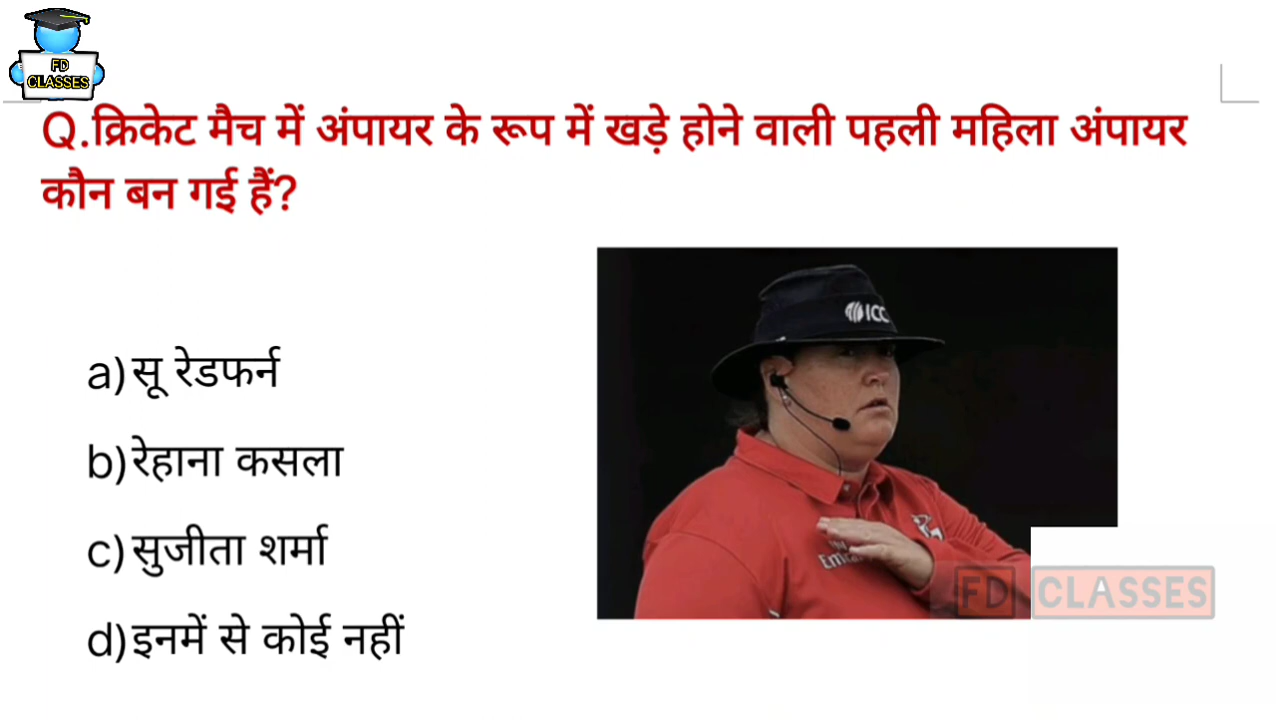 FD
CLASSES
Q.क्रिकेट मैच में अंपायर के रूप में खड़े होने वाली पहली महिला अंपायर
कौन बन गई हैं?
ICC
a) सू रेडफर्न
b) रेहाना कसला
c) सुजीता शर्मा
d) इनमें से कोई नहीं
FD CLASSES